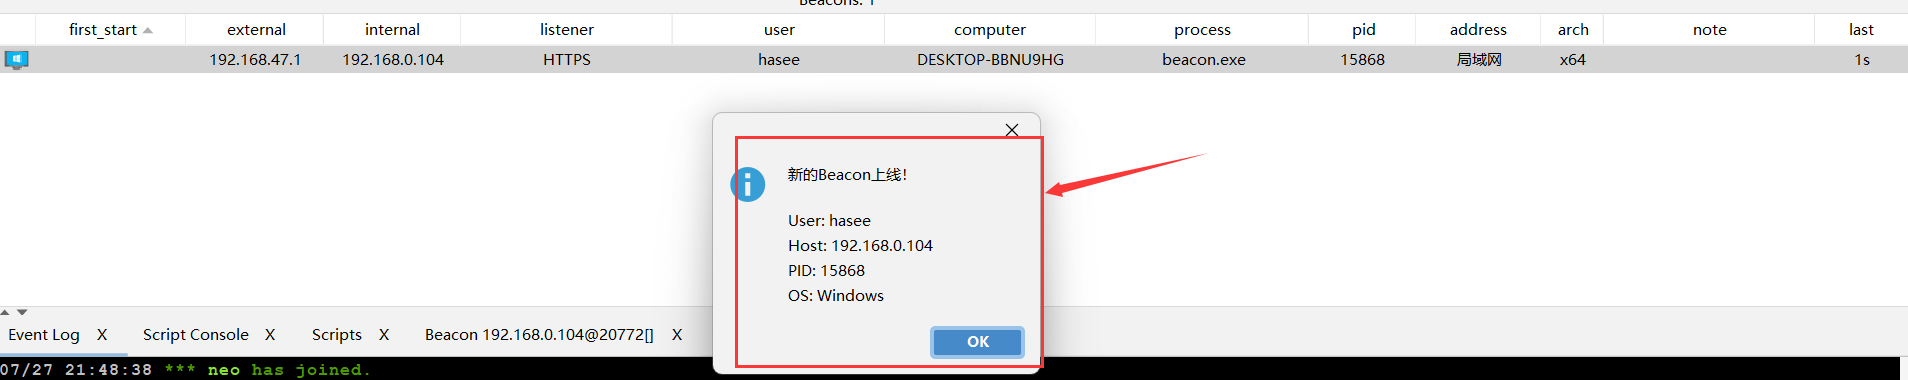 Beacons: 1
first_start external internal listener user computer process pid address arch note last
192.168.47.1 192.168.0.104 HTTPS hasee DESKTOP-BBNU9HG beacon.exe 15868 局域网 x64 1s
新的Beacon上线!
User: hasee
Host: 192.168.0.104
PID: 15868
OS: Windows
OK
Event Log X Script Console X Scripts X Beacon 192.168.0.104@20772[] X
07/27 21:48:38 *** neo has joined.